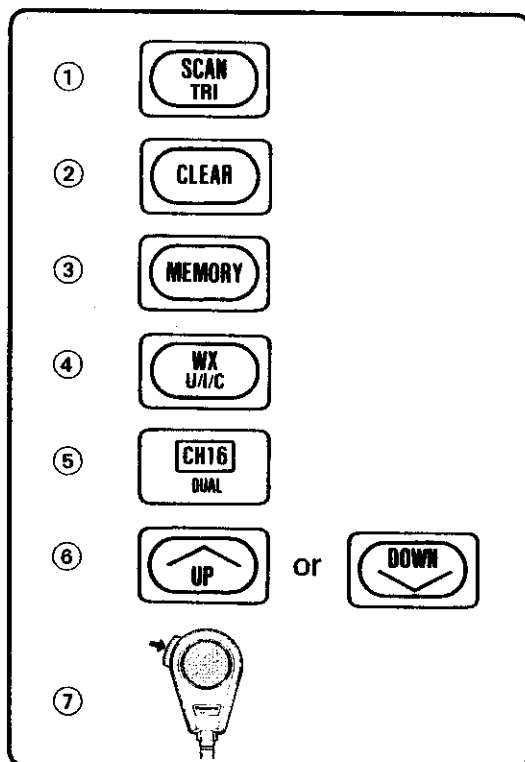 ① SCAN
TRI
② CLEAR
③ MEMORY
④ WX
U/I/C
⑤ CH16
DUAL
⑥ UP or DOWN
⑦